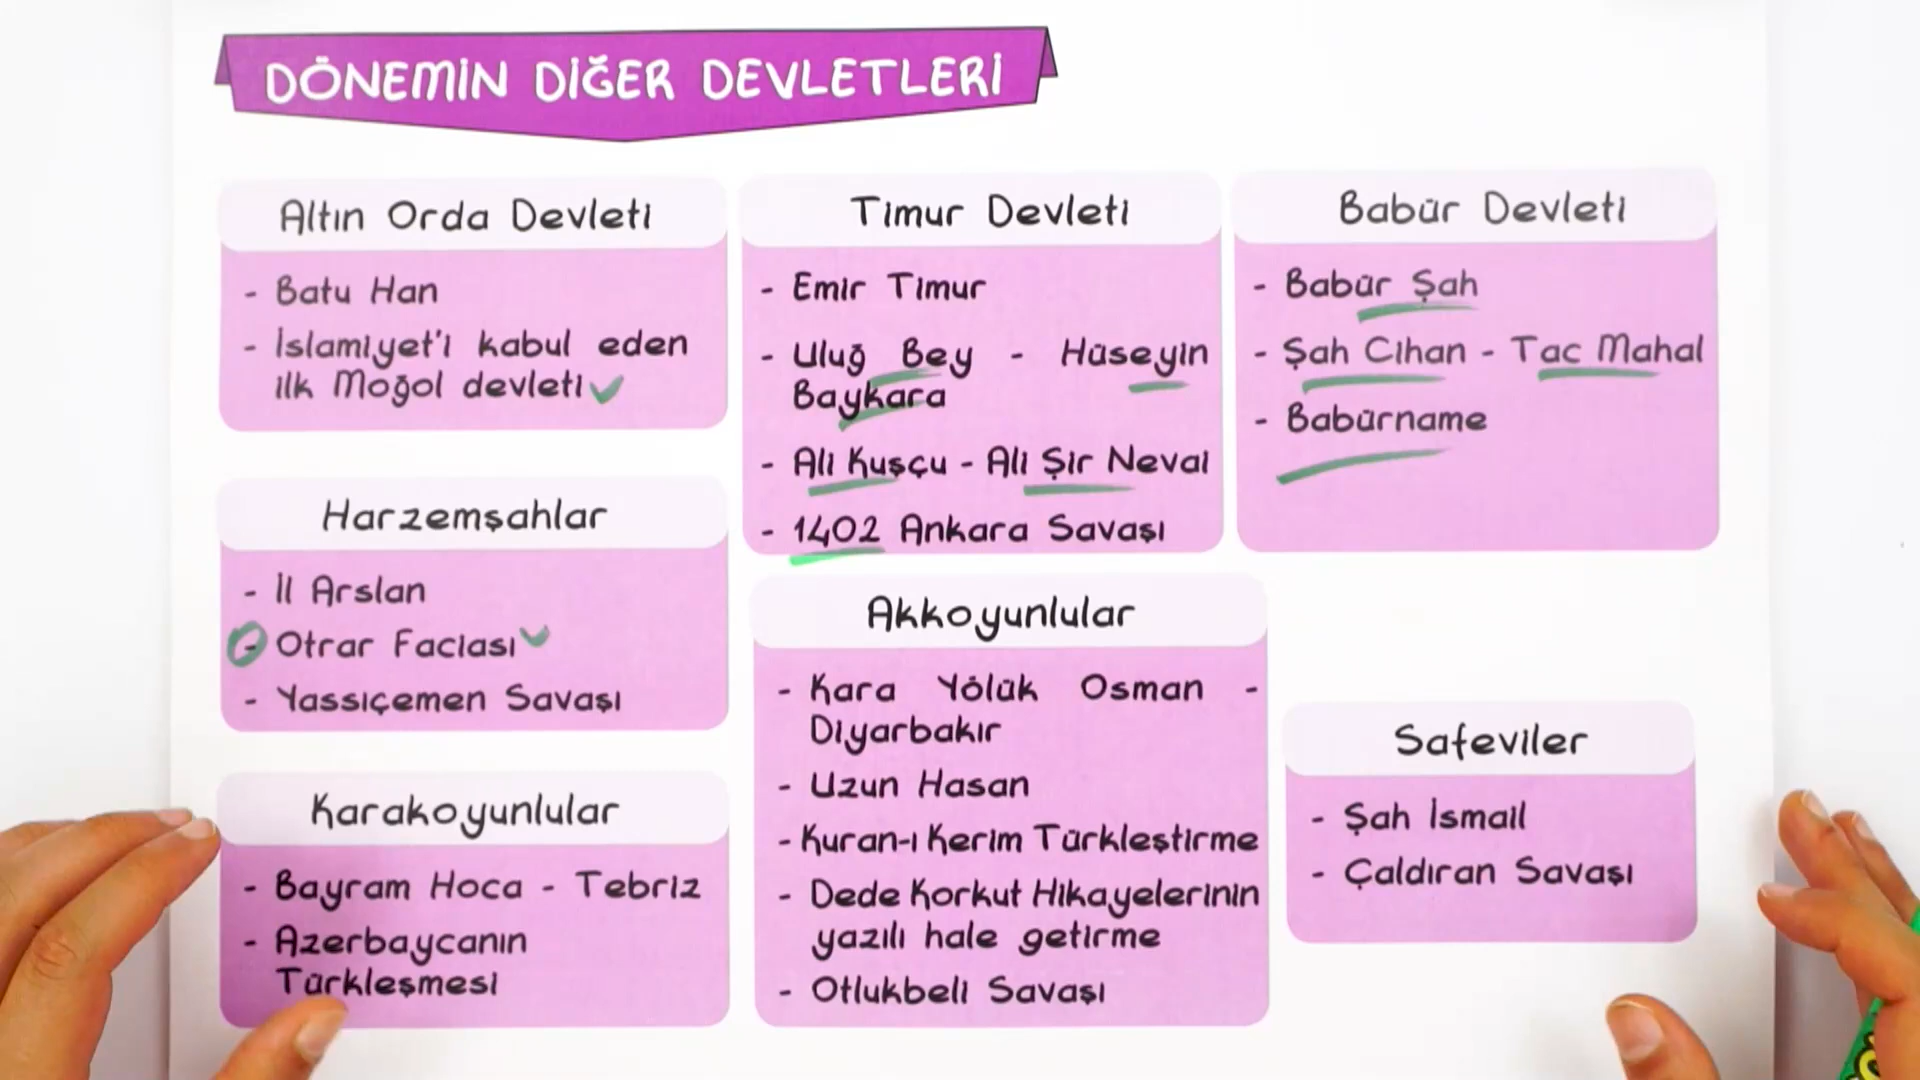 DÖNEMİN DİĞER DEVLETLERİ
Altın Orda Devleti
- Batu Han
- İslamiyet'i kabul eden
ilk Moğol devleti
Harzemşahlar
- İl Arslan
- Otrar Faciası
- Yassıçemen Savaşı
Karakoyunlular
- Bayram Hoca - Tebriz
- Azerbaycanın
Türkleşmesi
Timur Devleti
- Emir Timur
- Uluğ Bey - Hüseyin
Baykara
- Ali Kuşçu - Ali Şir Nevai
- 1402 Ankara Savaşı
Akkoyunlular
- Kara Yölük Osman -
Diyarbakır
- Uzun Hasan
- Kuran-ı Kerim Türkleştirme
- Dede Korkut Hikayelerinin
yazılı hale getirme
- Otlukbeli Savaşı
Babür Devleti
- Babür Şah
- Şah Cihan - Tac Mahal
- Babürname
Safeviler
- Şah İsmail
- Çaldıran Savaşı